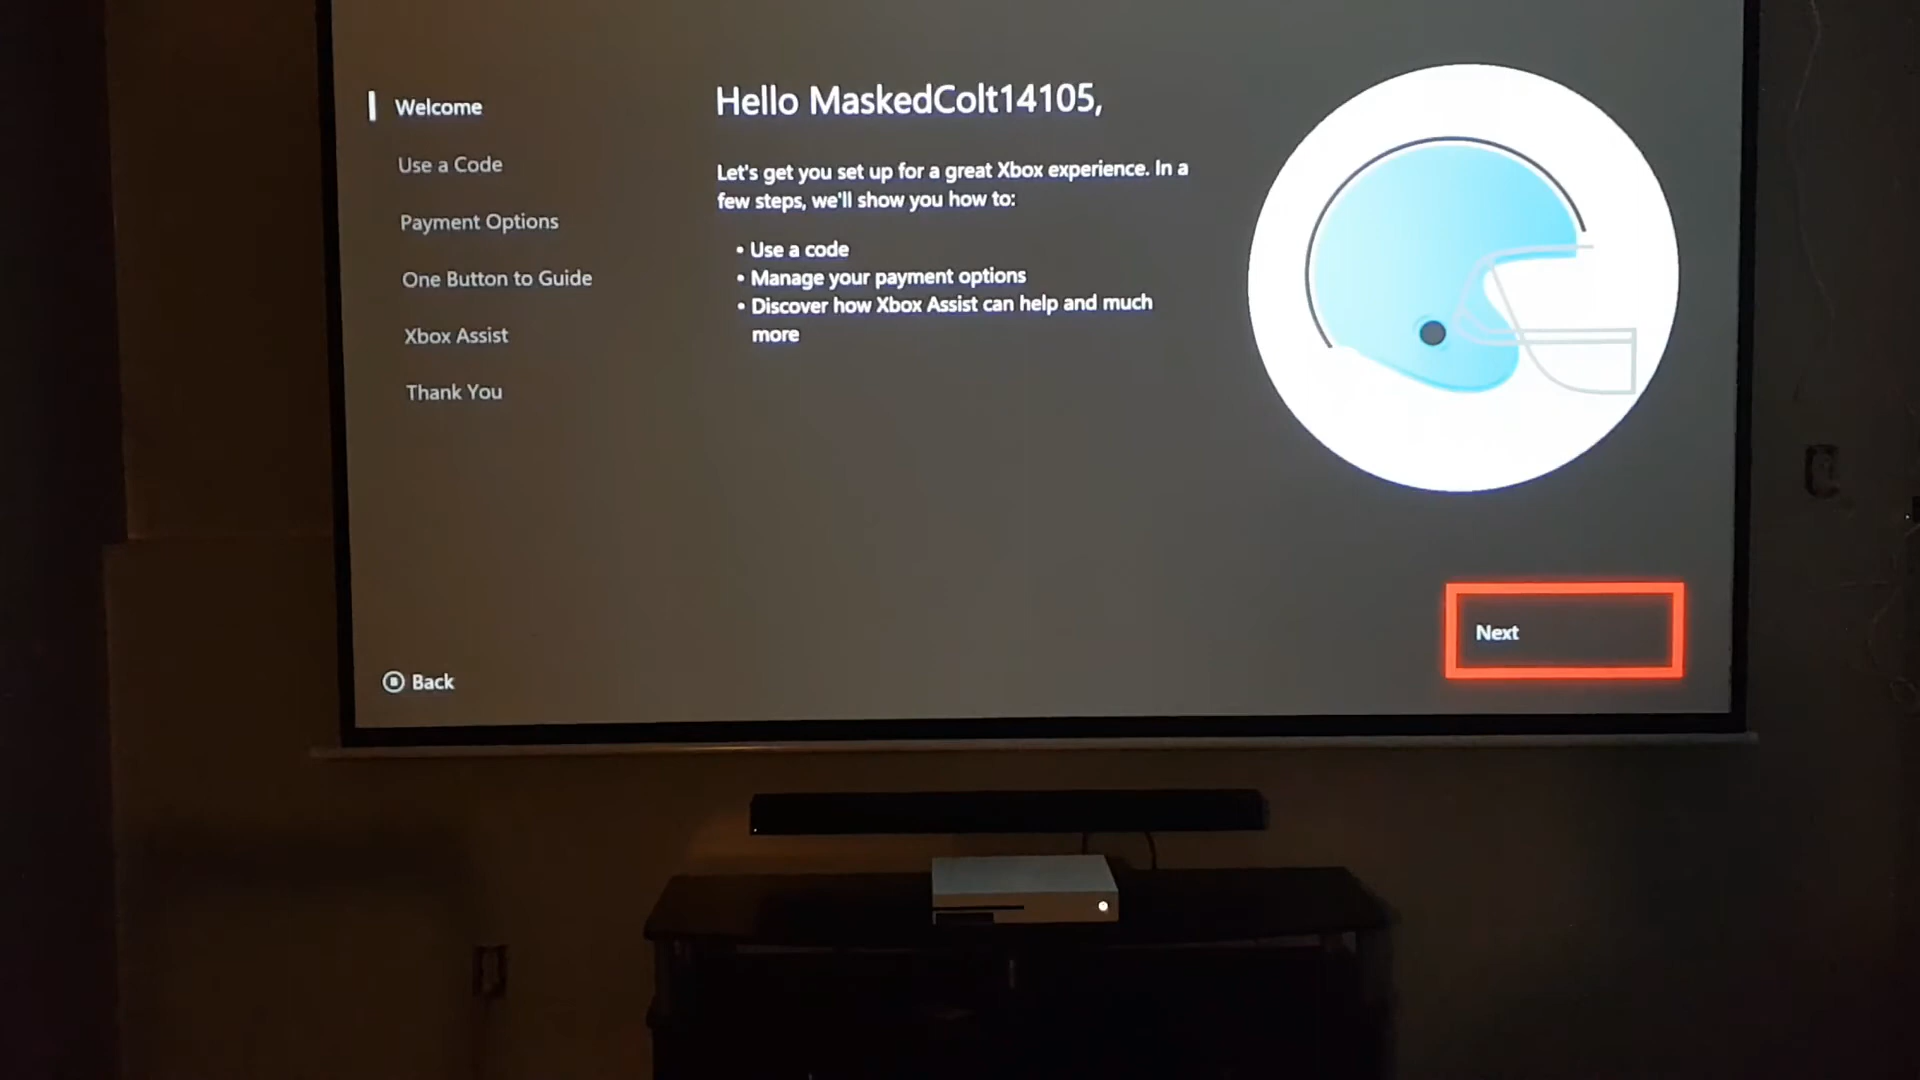 Welcome
Use a Code
Payment Options
One Button to Guide
Xbox Assist
Thank You
Hello MaskedColt14105,
Let's get you set up for a great Xbox experience. In a
few steps, we'll show you how to:
• Use a code
• Manage your payment options
• Discover how Xbox Assist can help and much
more
Next
Back